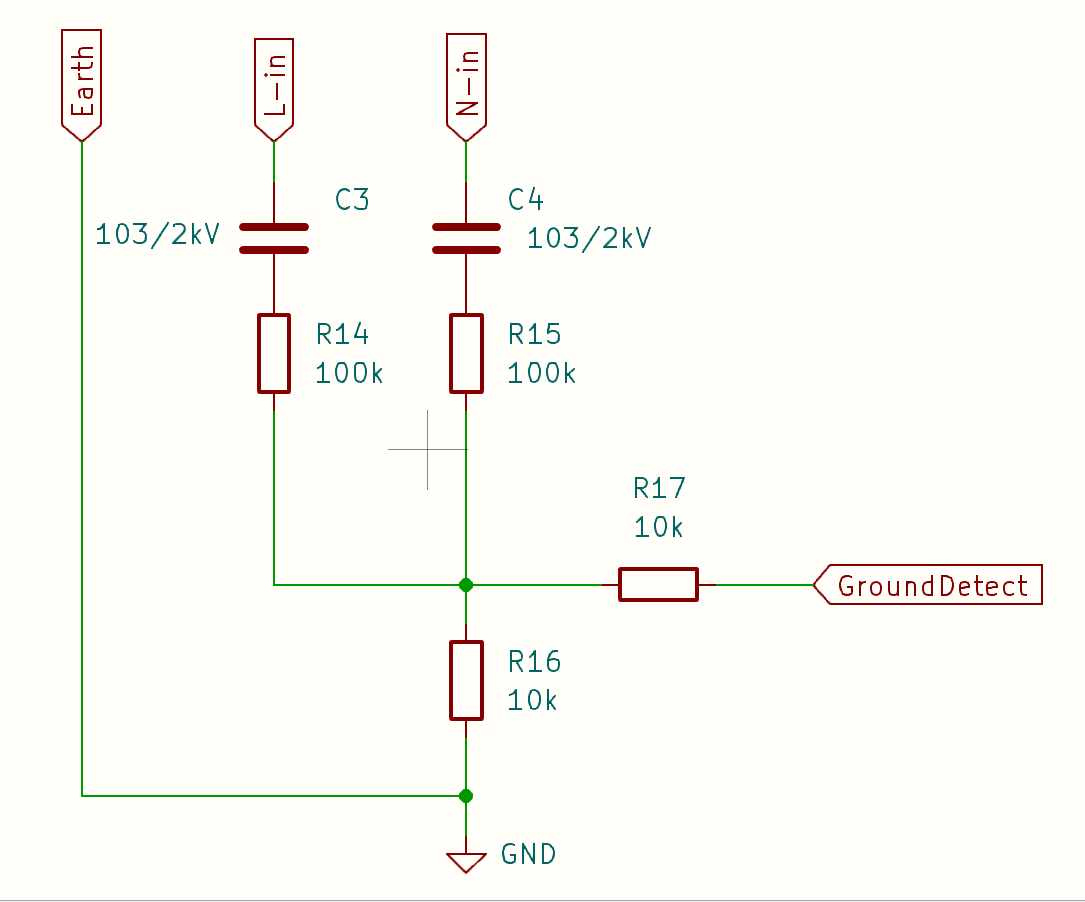 Earth
L-in
N-in
C3
103/2kV
C4
103/2kV
R14
100k
R15
100k
R17
10k
GroundDetect
R16
10k
GND